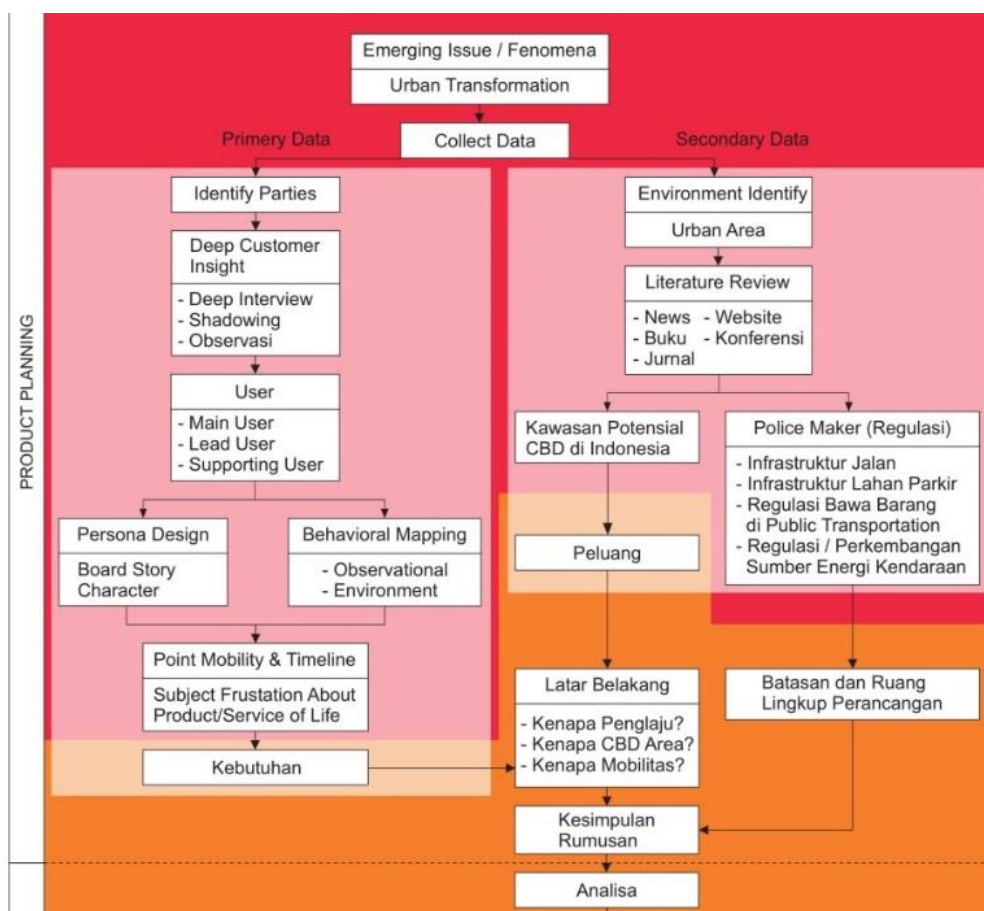 PRODUCT PLANNING
Emerging Issue / Fenomena
Urban Transformation
Primery Data
Collect Data
Secondary Data
Identify Parties
Deep Customer
Insight
- Deep Interview
- Shadowing
- Observasi
User
- Main User
- Lead User
- Supporting User
Persona Design
Board Story
Character
Behavioral Mapping
- Observational
- Environment
Point Mobility & Timeline
Subject Frustation About
Product/Service of Life
Kebutuhan
Environment Identify
Urban Area
Literature Review
- News - Website
- Buku - Konferensi
- Jurnal
Kawasan Potensial
CBD di Indonesia
Peluang
Police Maker (Regulasi)
- Infrastruktur Jalan
- Infrastruktur Lahan Parkir
- Regulasi Bawa Barang
di Public Transportation
- Regulasi / Perkembangan
Sumber Energi Kendaraan
Latar Belakang
- Kenapa Penglaju?
- Kenapa CBD Area?
- Kenapa Mobilitas?
Batasan dan Ruang
Lingkup Perancangan
Kesimpulan
Rumusan
Analisa